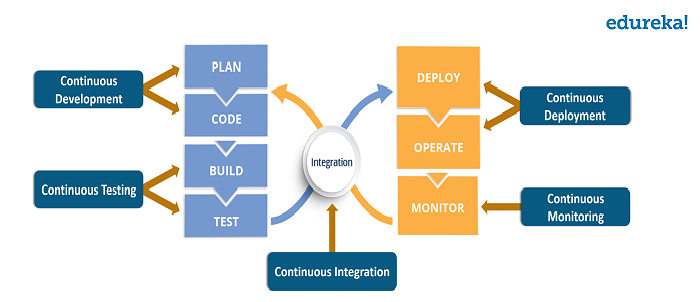 edureka!
Continuous
Development
Continuous Testing
PLAN
CODE
BUILD
TEST
Integration
Continuous Integration
DEPLOY
OPERATE
MONITOR
Continuous
Deployment
Continuous
Monitoring